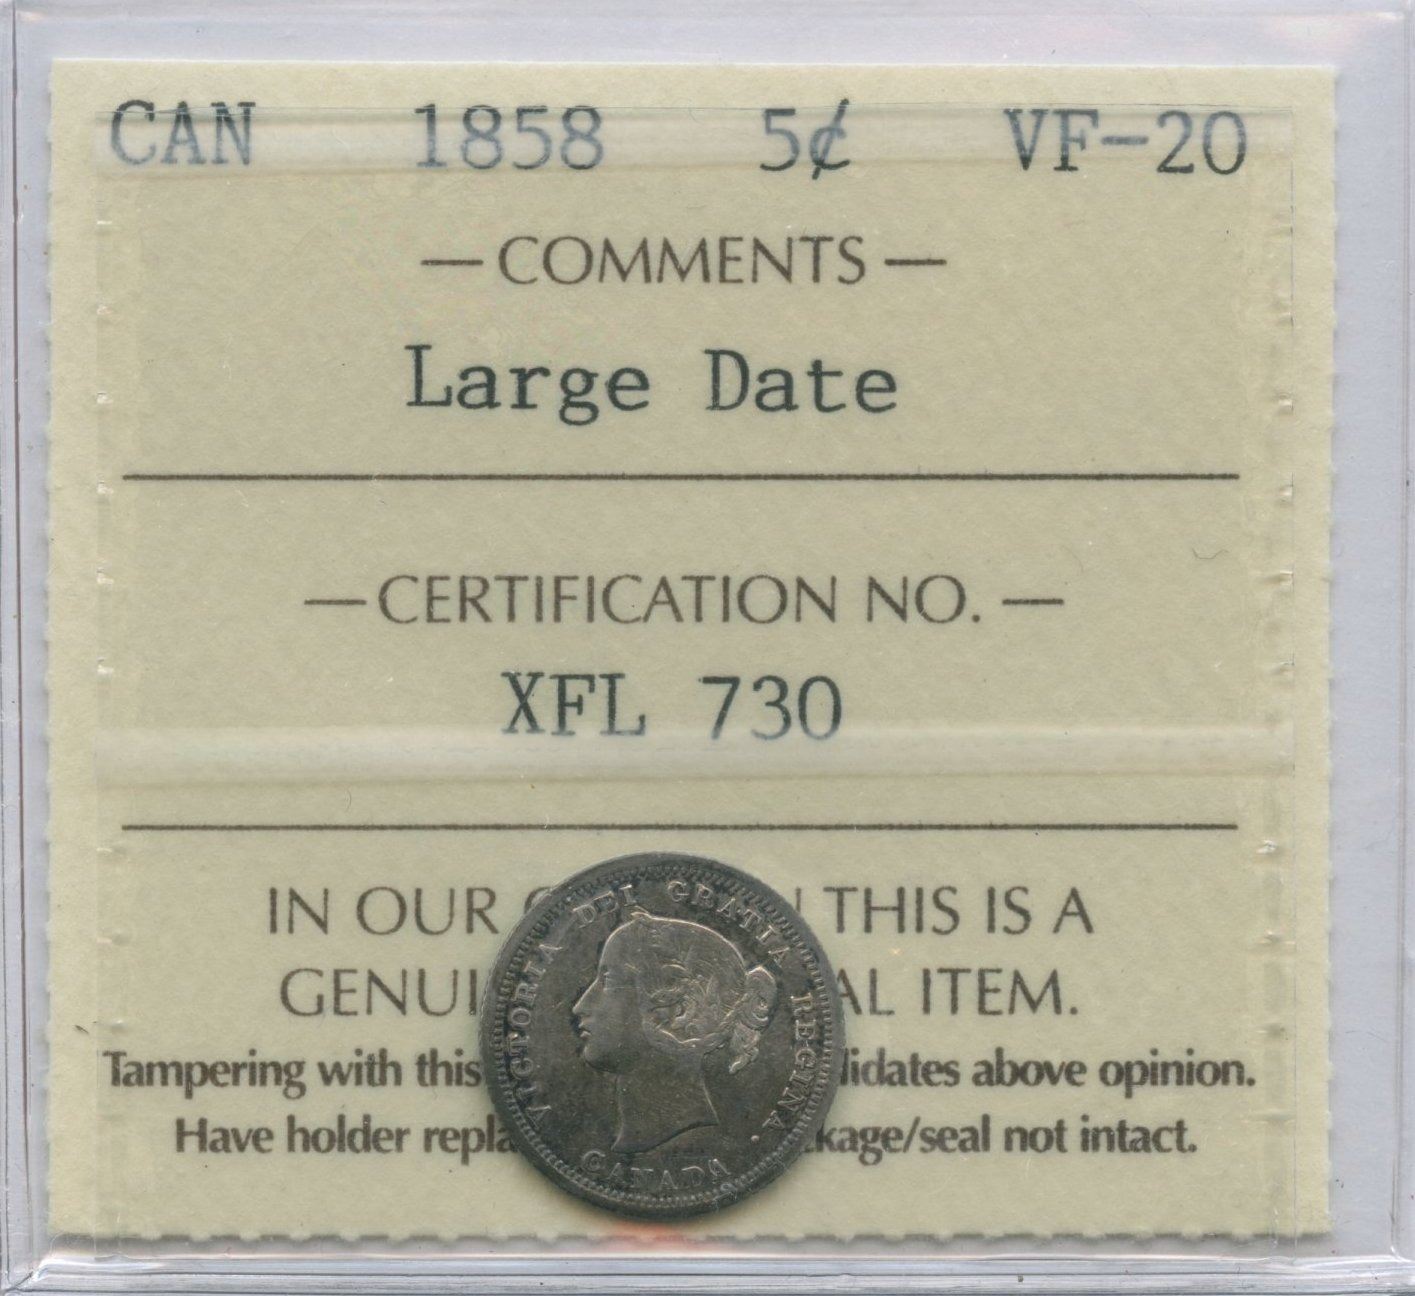 CAN 1858 5¢ VF-20
— COMMENTS —
Large Date
— CERTIFICATION NO. —
XFL 730
IN OUR THIS IS A
GENUI AL ITEM.
Tampering with this lidates above opinion.
Have holder repla kage/seal not intact.
VICTORIA DEI GRATIA REGINA.
CANADA